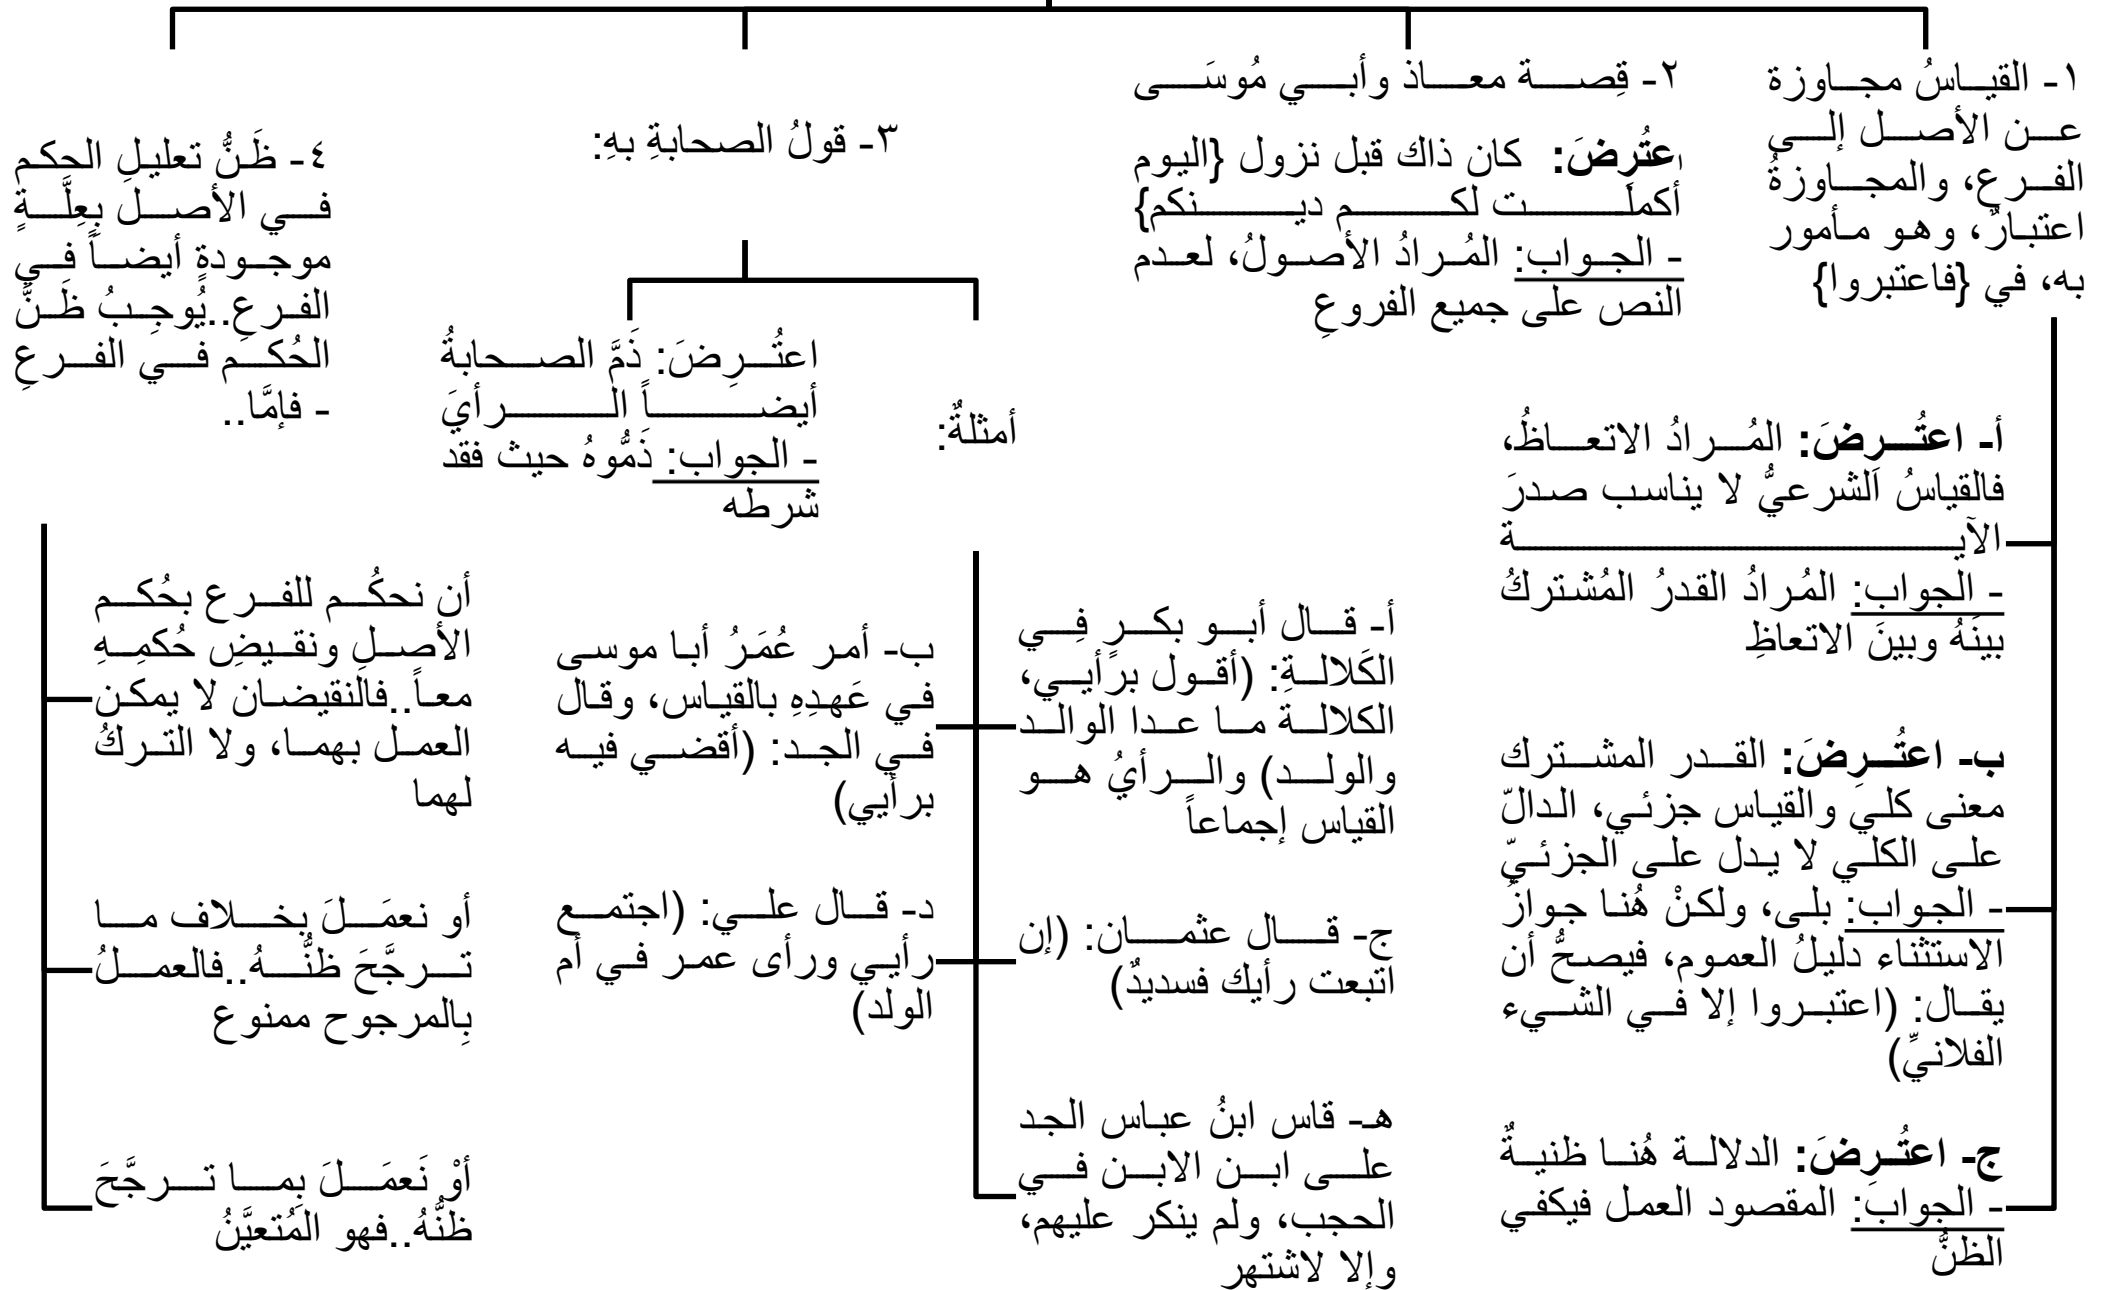 ١- القياسُ مجاوزة
عن الأصل إلى
الفرع، والمجاوزةُ
اعتبارٌ، وهو مأمور
به، في {فاعتبروا}
أ- اعتُرِضَ: المُرادُ الاتعاظُ،
فالقياسُ الشرعيُّ لا يناسب صدرَ
الآية
- الجواب: المُرادُ القدرُ المُشتركُ
بينَهُ وبينَ الاتعاظِ
ب- اعتُرِضَ: القدر المشترك
معنى كلي والقياس جزئي، الدالّ
على الكلي لا يدل على الجزئيّ
- الجواب: بلى، ولكنْ هُنا جوازُ
الاستثناء دليلُ العموم، فيصحُّ أن
يقال: (اعتبروا إلا في الشيء
الفلانيِّ)
ج- اعتُرِضَ: الدلالة هُنا ظنيةٌ
- الجواب: المقصود العمل فيكفي
الظنُّ
٢- قِصة معاذ وأبي مُوسَى
اعتُرِضَ: كان ذاك قبل نزول {اليوم
أكملت لكم دينكم}
- الجواب: المُرادُ الأصولُ، لعدم
النص على جميع الفروعِ
٣- قولُ الصحابةِ بهِ:
أمثلةٌ:
أ- قال أبو بكرٍ فِي
الكَلالةِ: (أقول برأيي،
الكلالة ما عدا الوالد
والولد) والرأيُ هو
القياس إجماعاً
ب- أمر عُمَرُ أبا موسى
في عَهدِهِ بالقياس، وقال
في الجد: (أقضي فيه
برأيي)
ج- قال عثمان: (إن
اتبعت رأيك فسديدٌ)
د- قال علي: (اجتمع
رأيي ورأى عمر في أم
الولد)
هـ- قاس ابنُ عباس الجد
على ابن الابن في
الحجب، ولم ينكر عليهم،
وإلا لاشتهر
اعتُرِضَ: ذَمَّ الصحابةُ
أيضاً الرأيَ
- الجواب: ذَمُّوهُ حيث فقد
شرطه
٤- ظَنُّ تعليلِ الحكم
في الأصل بِعِلَّةٍ
موجودةٍ أيضاً في
الفرعِ..يُوجِبُ ظَنَّ
الحُكم في الفرعِ
- فإمَّا..
أن نحكُم للفرع بحُكم
الأصلِ ونقيضِ حُكمِهِ
معاً..فالنقيضان لا يمكن
العمل بهما، ولا التركُ
لهما
أو نعمَلَ بخلاف ما
ترجَّحَ ظنُّهُ..فالعملُ
بِالمرجوح ممنوع
أوْ نَعمَلَ بِما ترجَّحَ
ظنُّهُ..فهو المُتعيَّنُ